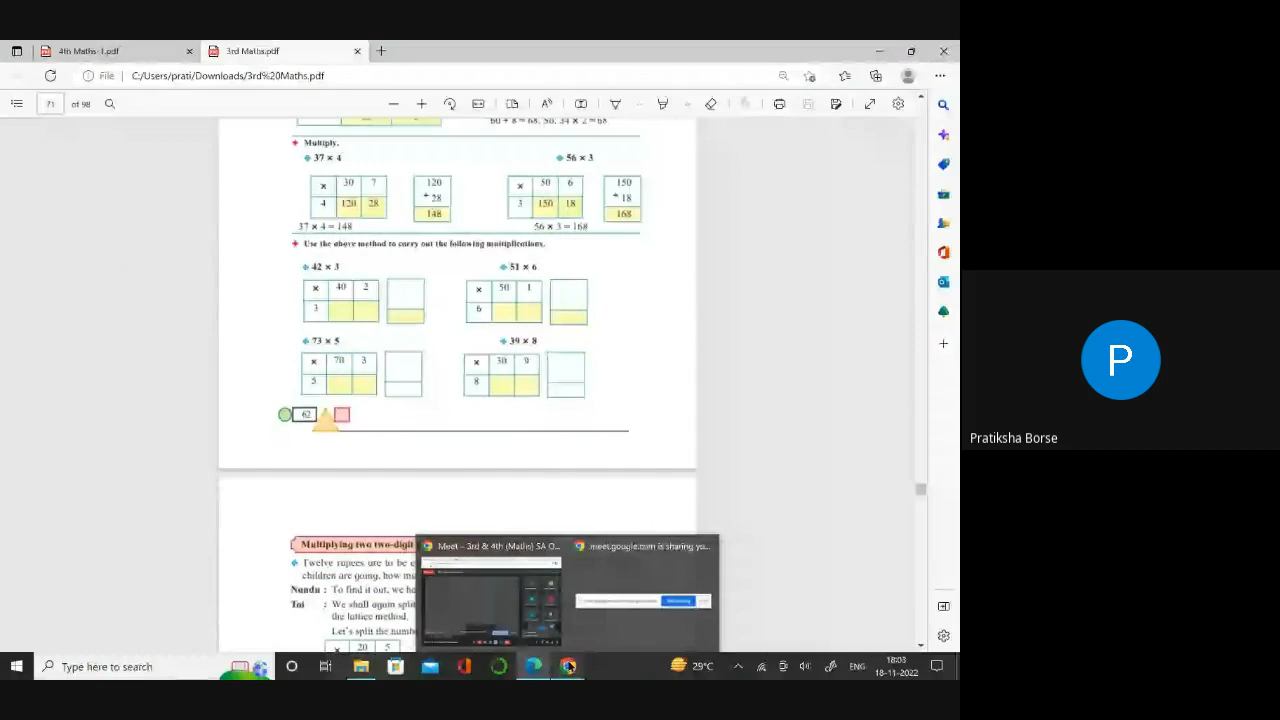 4th Maths-1.pdf
3rd Maths.pdf
File
C:/Users/prati/Downloads/3rd%20Maths.pdf
71 of 98
60 + 8 = 68, So, 34 × 2 = 68
Multiply.
37 × 4
56 × 3
× 30 7
4 120 28
120
+ 28
148
× 50 6
3 150 18
150
+ 18
168
37 × 4 = 148
56 × 3 = 168
Use the above method to carry out the following multiplications.
42 × 3
51 × 6
× 40 2
3
× 50 1
6
73 × 5
39 × 8
× 70 3
5
× 30 9
8
62
Multiplying two two-digit
Twelve rupees are to be
children are going, how
Nandu : To find it out, we
Tai : We shall again split
the lattice method,
Let's split the
× 20 5
Meet – 3rd & 4th (Maths) SA O...
meet.google.com is sharing yo...
Type here to search
29°C
ENG
18:03
18-11-2022
P
Pratiksha Borse